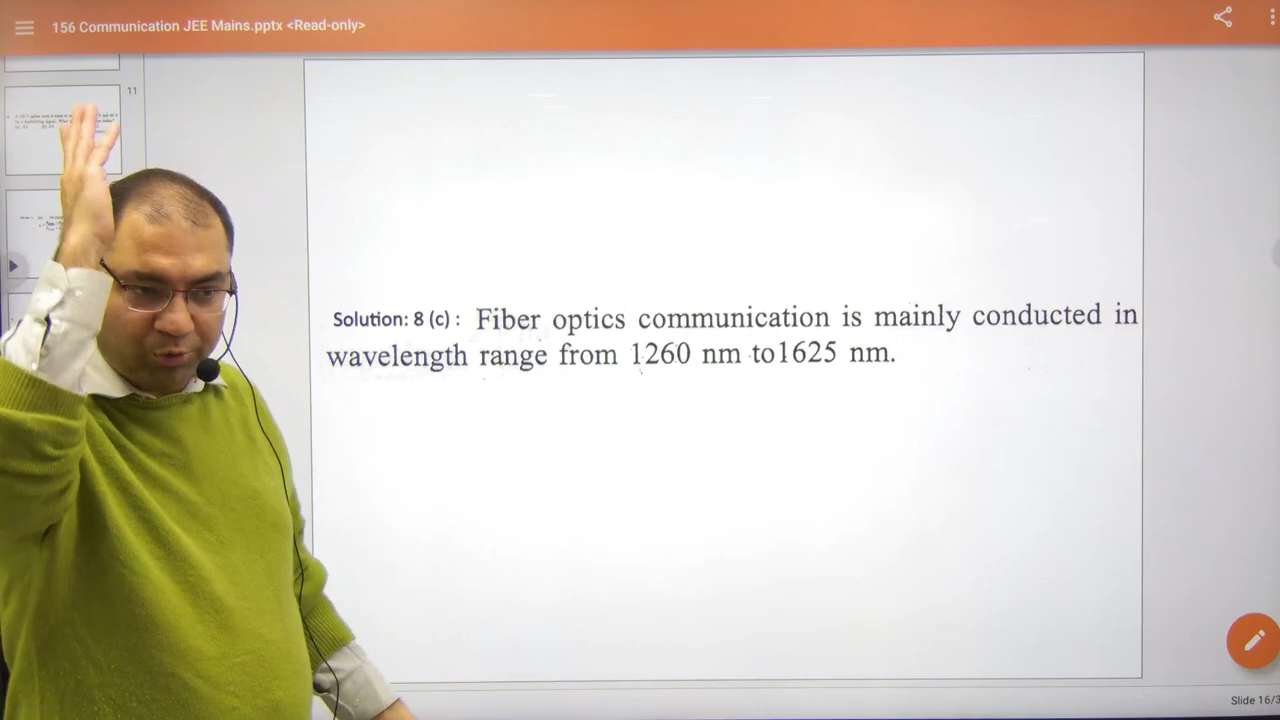 156 Communication JEE Mains.pptx <Read-only>
11
Solution: 8 (c) : Fiber optics communication is mainly conducted in
wavelength range from 1260 nm to1625 nm.
Slide 16/3